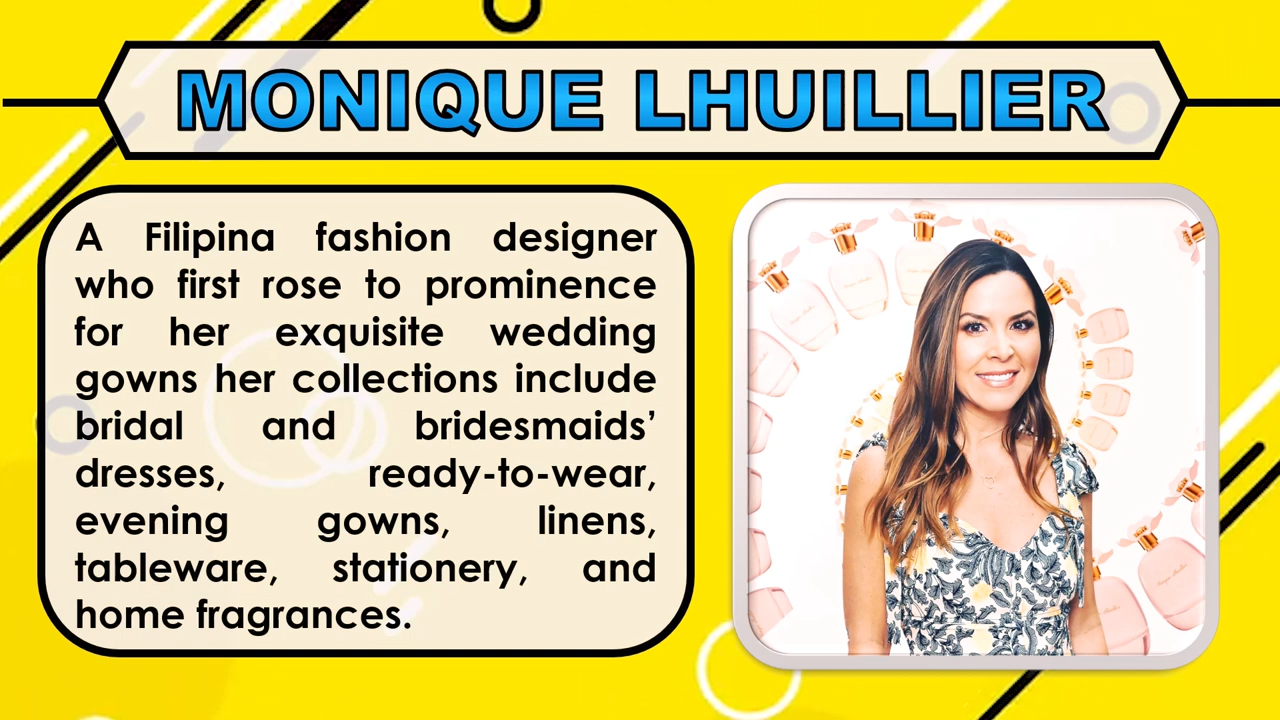 MONIQUE LHUILLIER
A Filipina fashion designer
who first rose to prominence
for her exquisite wedding
gowns her collections include
bridal and bridesmaids’
dresses, ready-to-wear,
evening gowns, linens,
tableware, stationery, and
home fragrances.